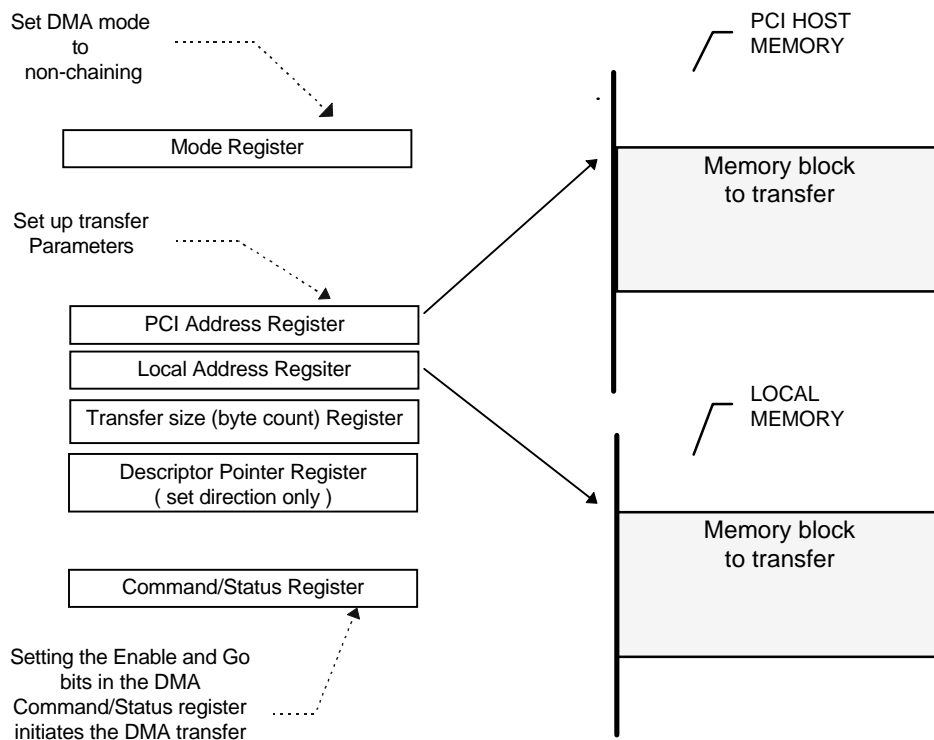 Set DMA mode
to
non-chaining
Mode Register
Set up transfer
Parameters
PCI Address Register
Local Address Regsiter
Transfer size (byte count) Register
Descriptor Pointer Register
( set direction only )
Command/Status Register
Setting the Enable and Go
bits in the DMA
Command/Status register
initiates the DMA transfer
PCI HOST
MEMORY
Memory block
to transfer
LOCAL
MEMORY
Memory block
to transfer